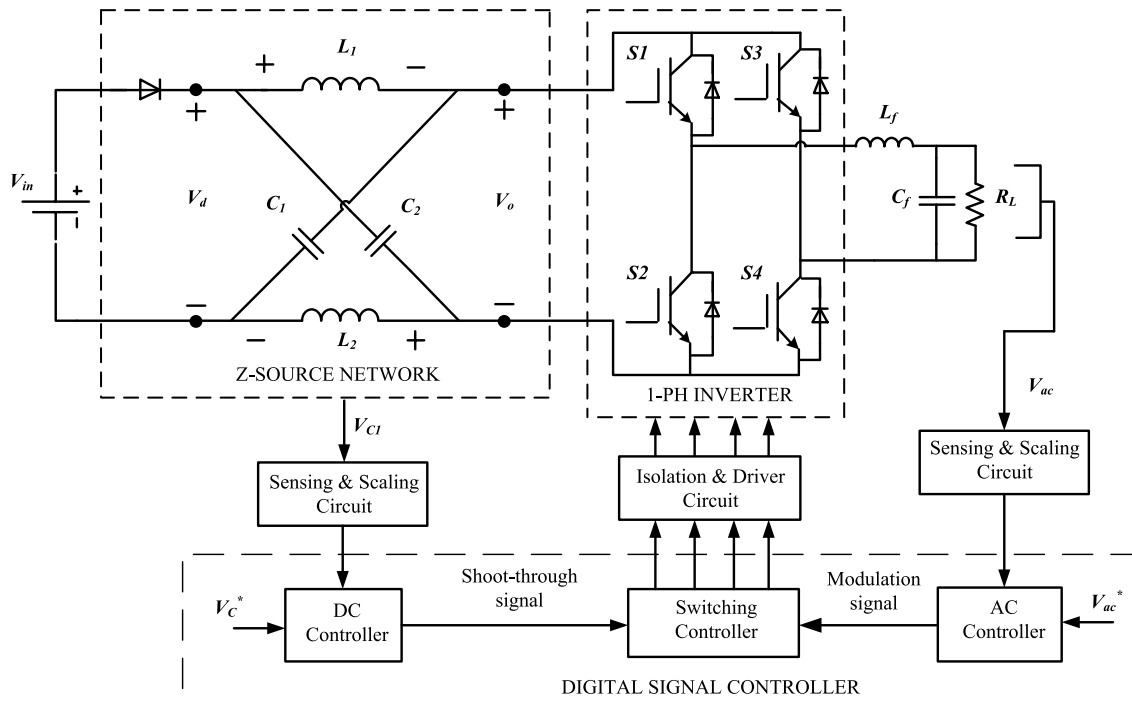 L1
S1
S3
+
−
+
+
Lf
Vin
+
−
Vd
C1
C2
Vo
Cf
RL
S2
S4
−
−
−
L2
+
Z-SOURCE NETWORK
1-PH INVERTER
VC1
Vac
Sensing & Scaling
Circuit
Isolation & Driver
Circuit
Sensing & Scaling
Circuit
Shoot-through
signal
Modulation
signal
VC*
DC
Controller
Switching
Controller
AC
Controller
Vac*
DIGITAL SIGNAL CONTROLLER